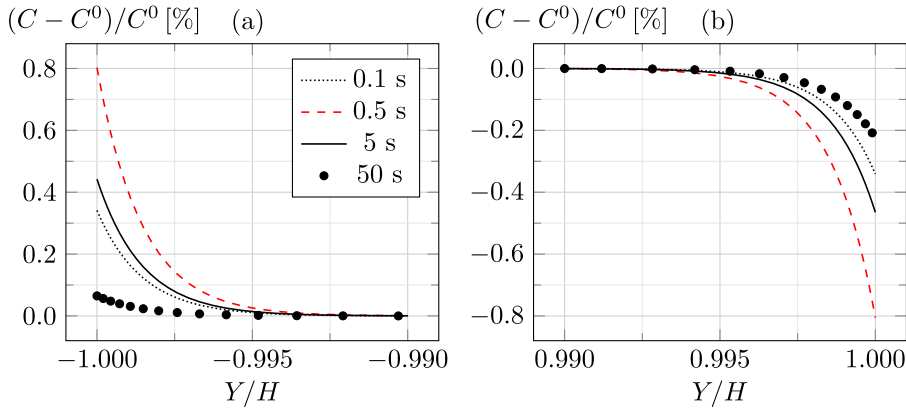 (C − C⁰)/C⁰ [%] (a)
0.8
0.6
0.4
0.2
0.0
−1.000 −0.995 −0.990
Y/H
0.1 s
0.5 s
5 s
50 s
(C − C⁰)/C⁰ [%] (b)
0.0
−0.2
−0.4
−0.6
−0.8
0.990 0.995 1.000
Y/H